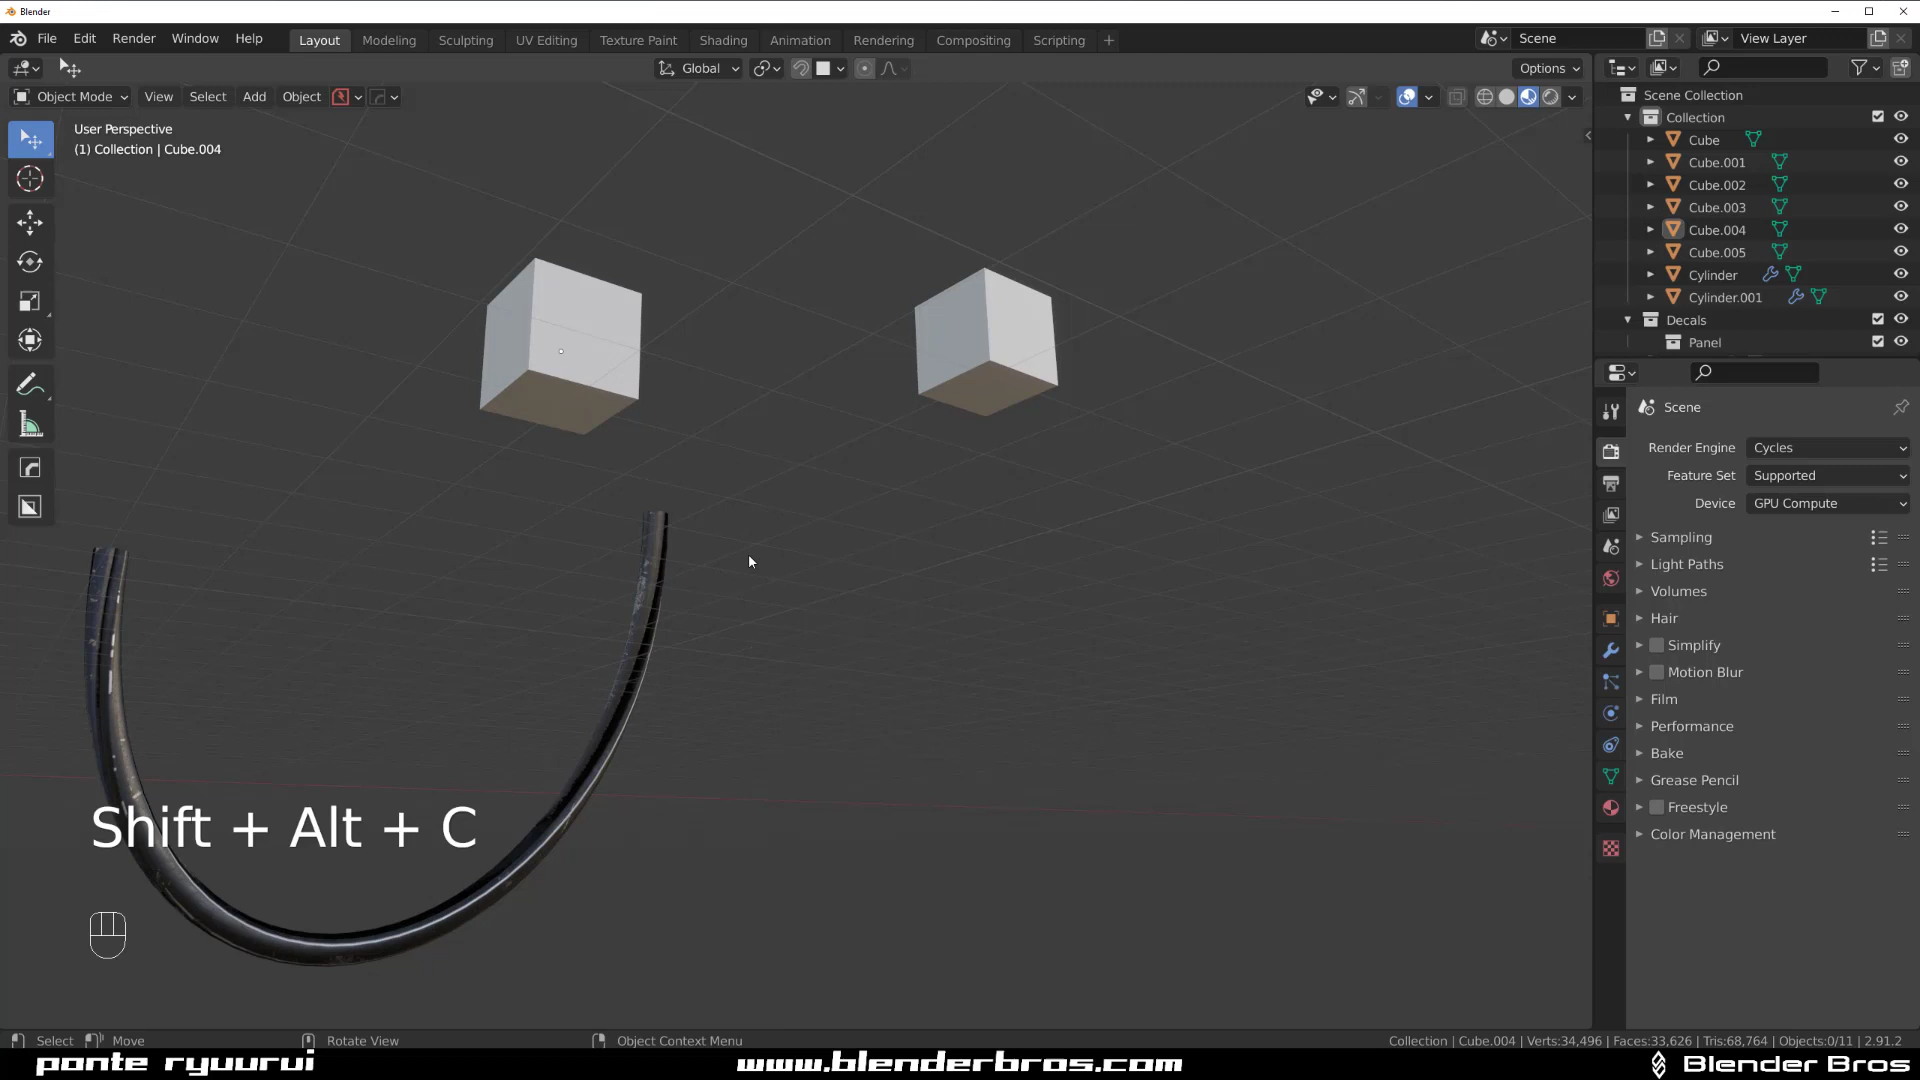 Blender
File Edit Render Window Help
Layout Modeling Sculpting UV Editing Texture Paint Shading Animation Rendering Compositing Scripting +
Scene
View Layer
Global
Options
Object Mode View Select Add Object
User Perspective
(1) Collection | Cube.004
Scene Collection
Collection
Cube
Cube.001
Cube.002
Cube.003
Cube.004
Cube.005
Cylinder
Cylinder.001
Decals
Panel
Scene
Render Engine Cycles
Feature Set Supported
Device GPU Compute
Sampling
Light Paths
Volumes
Hair
Simplify
Motion Blur
Film
Performance
Bake
Grease Pencil
Freestyle
Color Management
Shift + Alt + C
Select Move Rotate View Object Context Menu
Collection | Cube.004 | Verts:34,496 | Faces:33,626 | Tris:68,764 | Objects:0/11 | 2.91.2
ponte ryuurui
www.blenderbros.com
Blender Bros